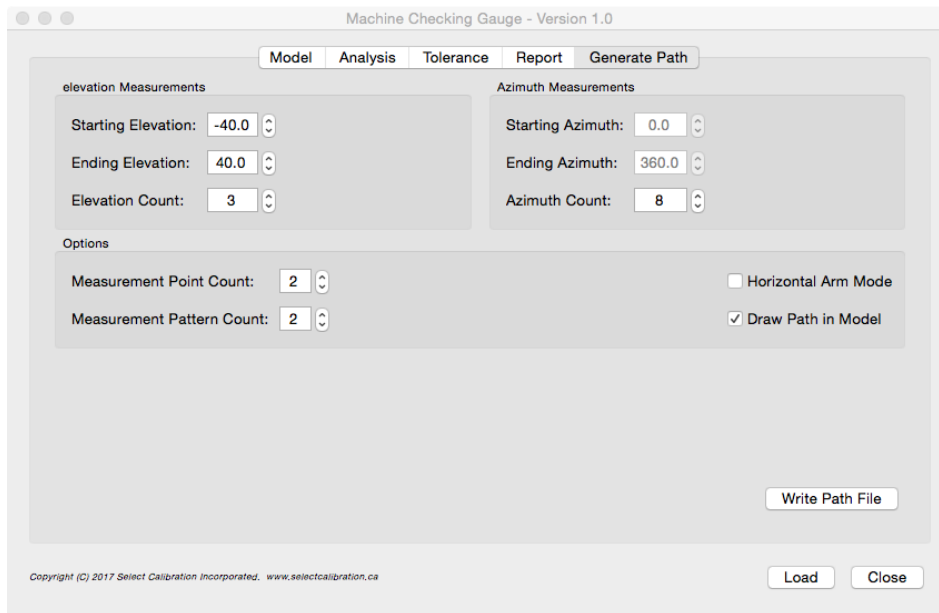 Machine Checking Gauge - Version 1.0
Model Analysis Tolerance Report Generate Path
elevation Measurements
Starting Elevation: -40.0
Ending Elevation: 40.0
Elevation Count: 3
Azimuth Measurements
Starting Azimuth: 0.0
Ending Azimuth: 360.0
Azimuth Count: 8
Options
Measurement Point Count: 2
Horizontal Arm Mode
Measurement Pattern Count: 2
Draw Path in Model
Write Path File
Copyright (C) 2017 Select Calibration Incorporated. www.selectcalibration.ca
Load Close